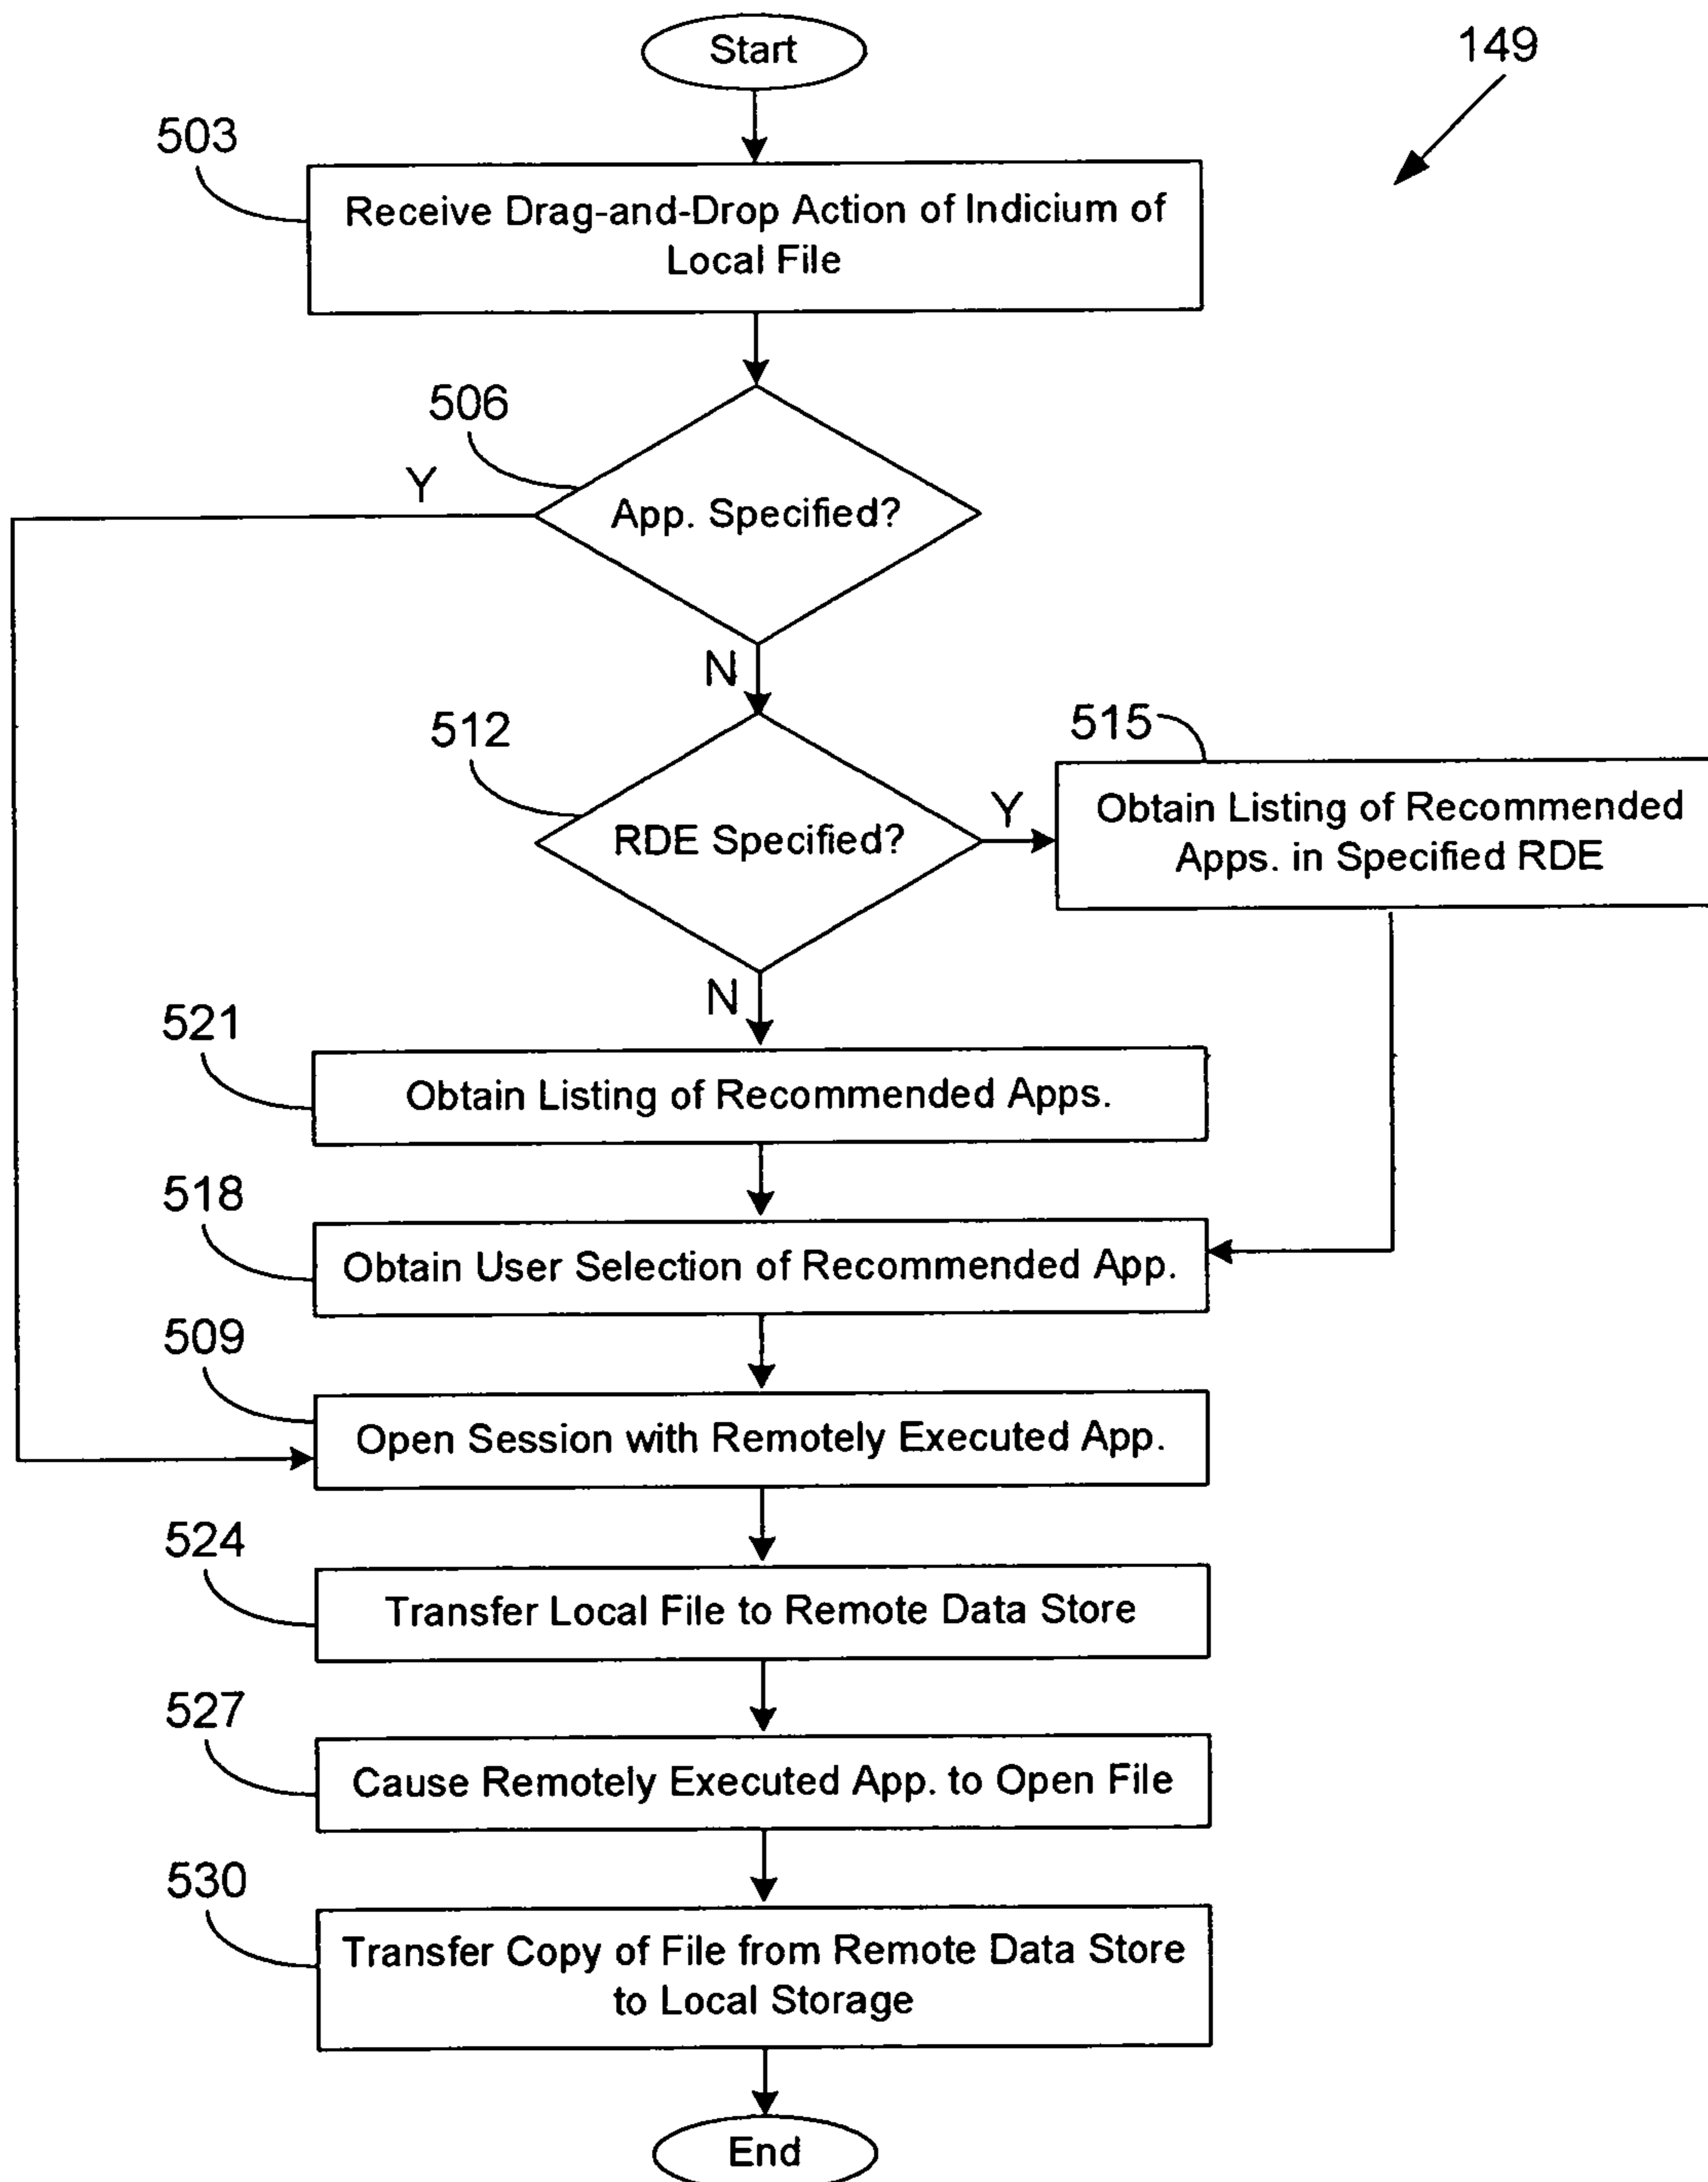 Start
149
503
Receive Drag-and-Drop Action of Indicium of
Local File
506
Y
App. Specified?
N
512
515
RDE Specified?
Y
Obtain Listing of Recommended
Apps. in Specified RDE
N
521
Obtain Listing of Recommended Apps.
518
Obtain User Selection of Recommended App.
509
Open Session with Remotely Executed App.
524
Transfer Local File to Remote Data Store
527
Cause Remotely Executed App. to Open File
530
Transfer Copy of File from Remote Data Store
to Local Storage
End